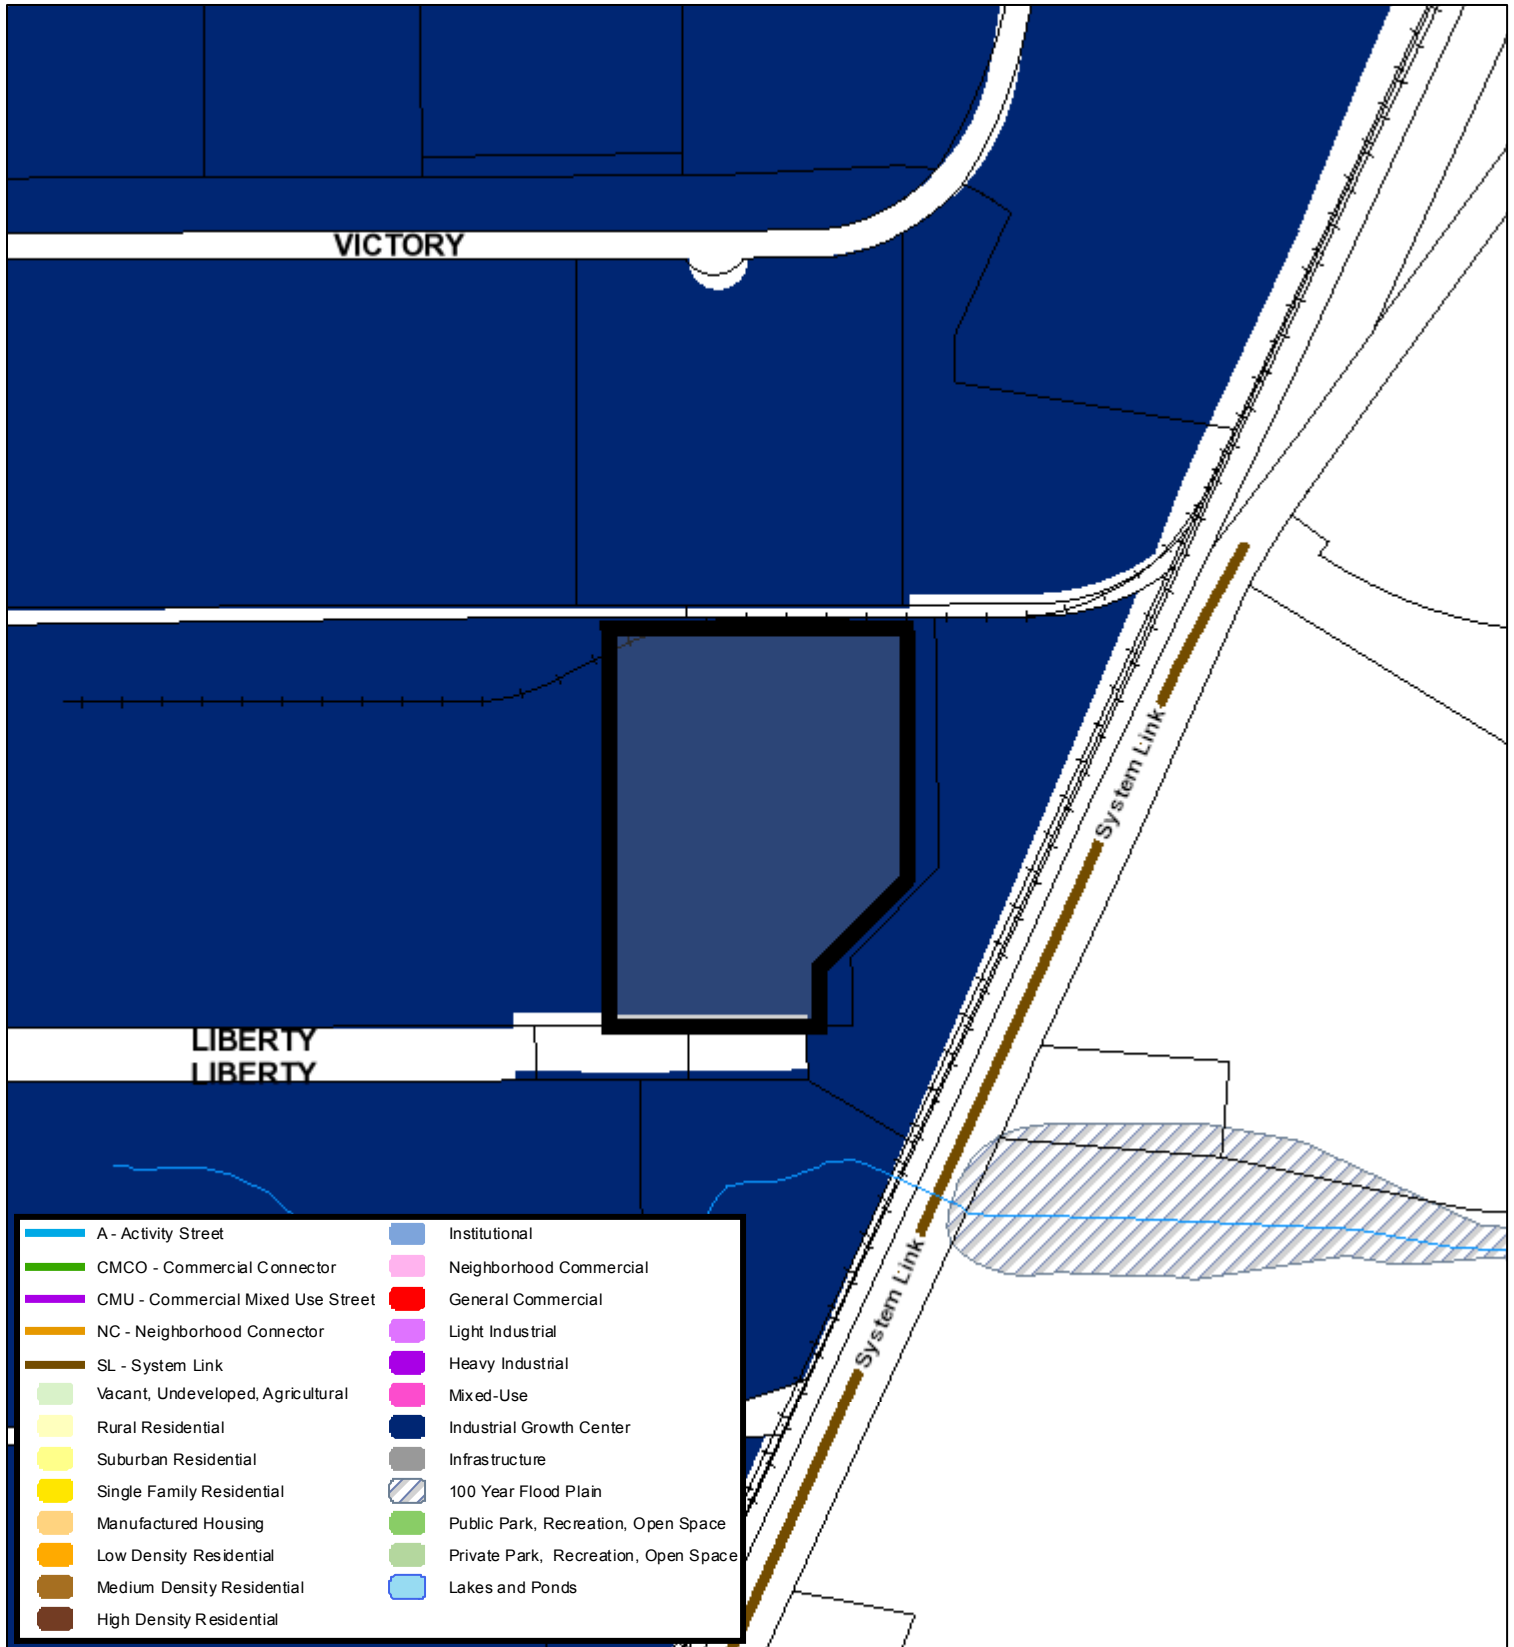 VICTORY
System Link
LIBERTY
LIBERTY
System Link
A - Activity Street
CMCO - Commercial Connector
CMU - Commercial Mixed Use Street
NC - Neighborhood Connector
SL - System Link
Vacant, Undeveloped, Agricultural
Rural Residential
Suburban Residential
Single Family Residential
Manufactured Housing
Low Density Residential
Medium Density Residential
High Density Residential
Institutional
Neighborhood Commercial
General Commercial
Light Industrial
Heavy Industrial
Mixed-Use
Industrial Growth Center
Infrastructure
100 Year Flood Plain
Public Park, Recreation, Open Space
Private Park, Recreation, Open Space
Lakes and Ponds